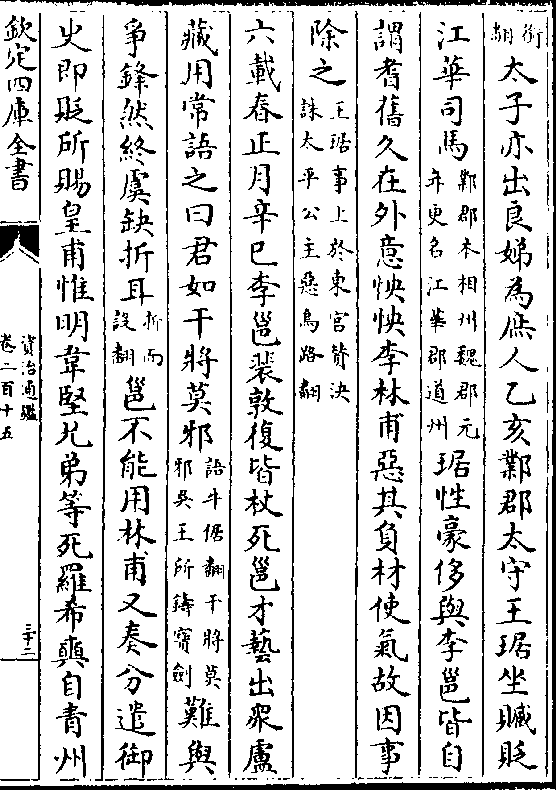 銜翻太子亦出良娣為庶人乙亥鄴郡太守王琚坐贓貶
江華司馬鄴郡本相州魏郡元年更名江華郡道州琚性豪侈與李邕皆自
謂耆舊久在外意怏怏李林甫惡其負材使氣故因事
除之王琚事上於東宫贊決誅太平公主惡烏路翻
六載春正月辛巳李邕裴敦復皆杖死邕才藝出衆盧
藏用常語之曰君如干將莫邪語牛倨翻干將莫邪吳王所鑄寶劍難與
爭鋒然終虞缺折耳折而設翻邕不能用林甫又奏分遣御
史即貶所賜皇甫惟明韋堅兄弟等死羅希奭自青州
欽定四庫全書
資治通鑑
卷二百十五
三十二